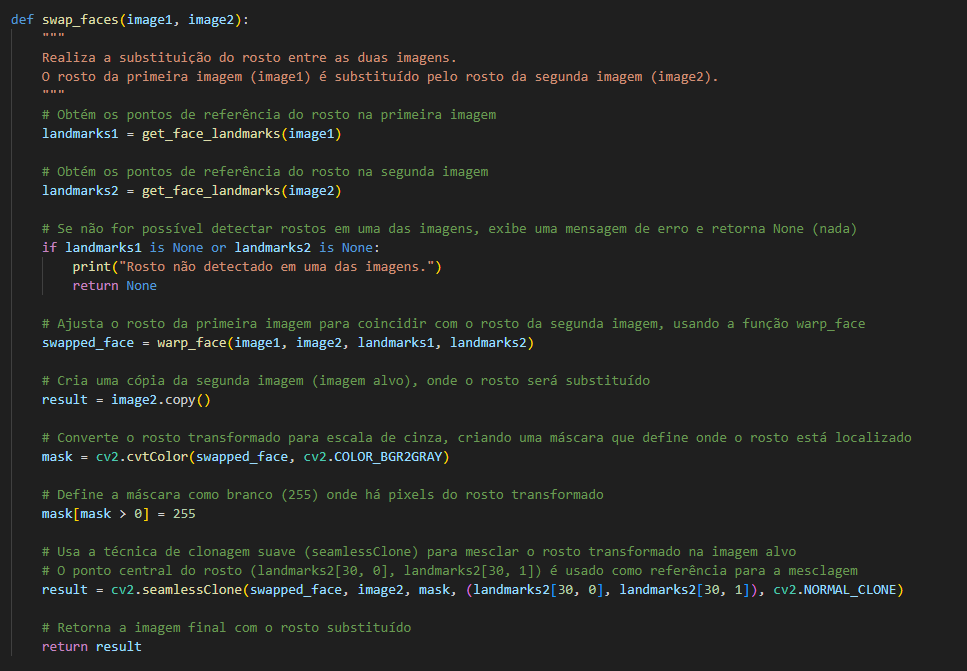 def swap_faces(image1, image2):
    """
    Realiza a substituição do rosto entre as duas imagens.
    O rosto da primeira imagem (image1) é substituído pelo rosto da segunda imagem (image2).
    """
    # Obtém os pontos de referência do rosto na primeira imagem
    landmarks1 = get_face_landmarks(image1)
    # Obtém os pontos de referência do rosto na segunda imagem
    landmarks2 = get_face_landmarks(image2)
    # Se não for possível detectar rostos em uma das imagens, exibe uma mensagem de erro e retorna None (nada)
    if landmarks1 is None or landmarks2 is None:
        print("Rosto não detectado em uma das imagens.")
        return None
    # Ajusta o rosto da primeira imagem para coincidir com o rosto da segunda imagem, usando a função warp_face
    swapped_face = warp_face(image1, image2, landmarks1, landmarks2)
    # Cria uma cópia da segunda imagem (imagem alvo), onde o rosto será substituído
    result = image2.copy()
    # Converte o rosto transformado para escala de cinza, criando uma máscara que define onde o rosto está localizado
    mask = cv2.cvtColor(swapped_face, cv2.COLOR_BGR2GRAY)
    # Define a máscara como branco (255) onde há pixels do rosto transformado
    mask[mask > 0] = 255
    # Usa a técnica de clonagem suave (seamlessClone) para mesclar o rosto transformado na imagem alvo
    # O ponto central do rosto (landmarks2[30, 0], landmarks2[30, 1]) é usado como referência para a mesclagem
    result = cv2.seamlessClone(swapped_face, image2, mask, (landmarks2[30, 0], landmarks2[30, 1]), cv2.NORMAL_CLONE)
    # Retorna a imagem final com o rosto substituído
    return result